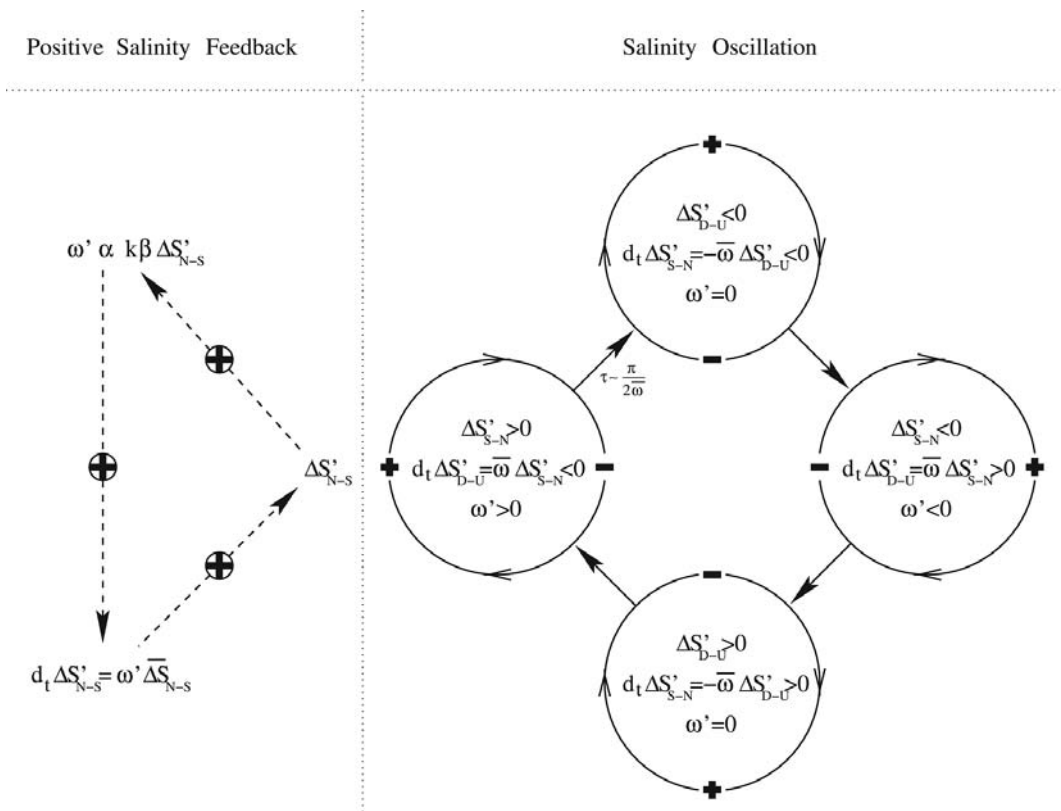 Positive Salinity Feedback
Salinity Oscillation
ω' α kβ ΔS'N−S
ΔS'N−S
dt ΔS'N−S = ω' Δ̅S̅N−S
ΔS'D−U<0
dt ΔS'S−N=−ω̅ ΔS'D−U<0
ω'=0
τ~ π/2ω̅
ΔS'S−N>0
dt ΔS'D−U=ω̅ ΔS'S−N<0
ω'>0
ΔS'S−N<0
dt ΔS'D−U=ω̅ ΔS'S−N>0
ω'<0
ΔS'D−U>0
dt ΔS'S−N=−ω̅ ΔS'D−U>0
ω'=0